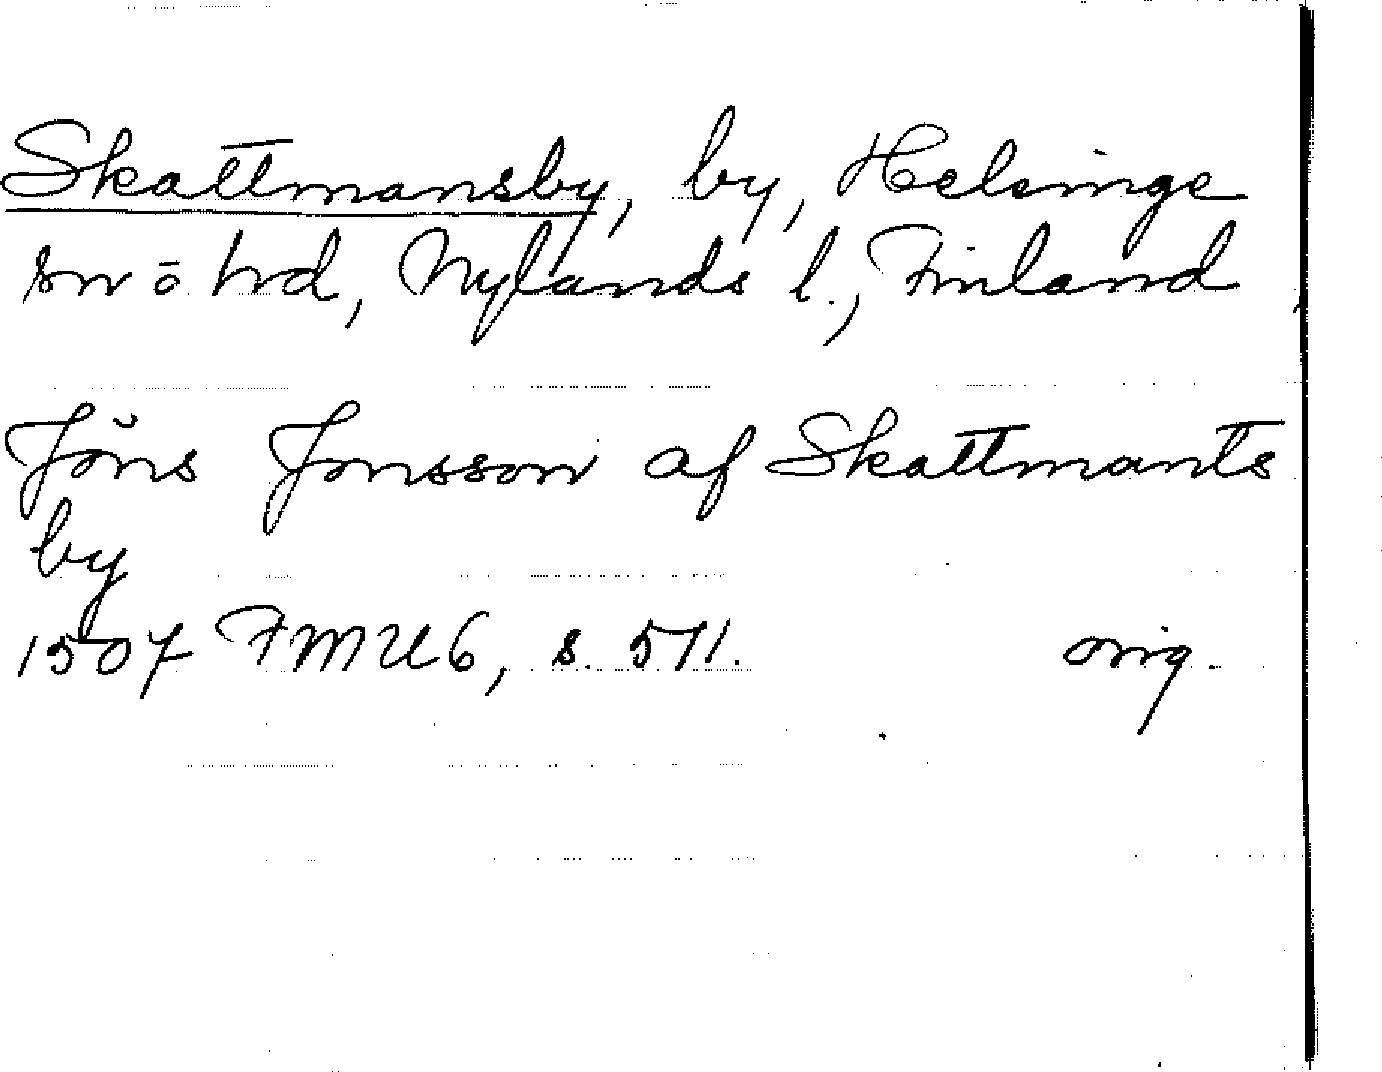 Skattmansby, by, Helsinge
sn o hd, Nylands l., Finland
Jöns Jonsson af Skattmants
by
1507 FMU6, s. 571. orig.